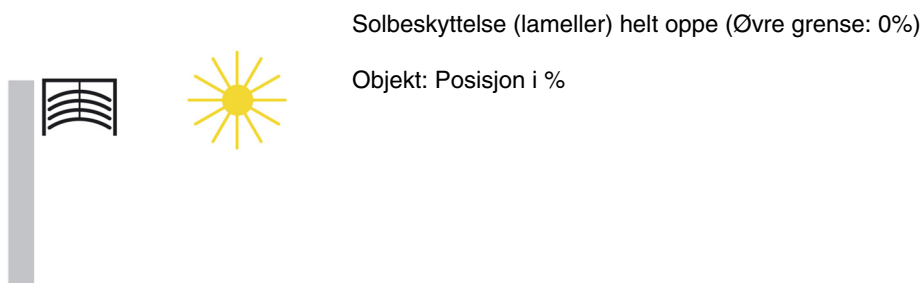 Solbeskyttelse (lameller) helt oppe (Øvre grense: 0%)
Objekt: Posisjon i %